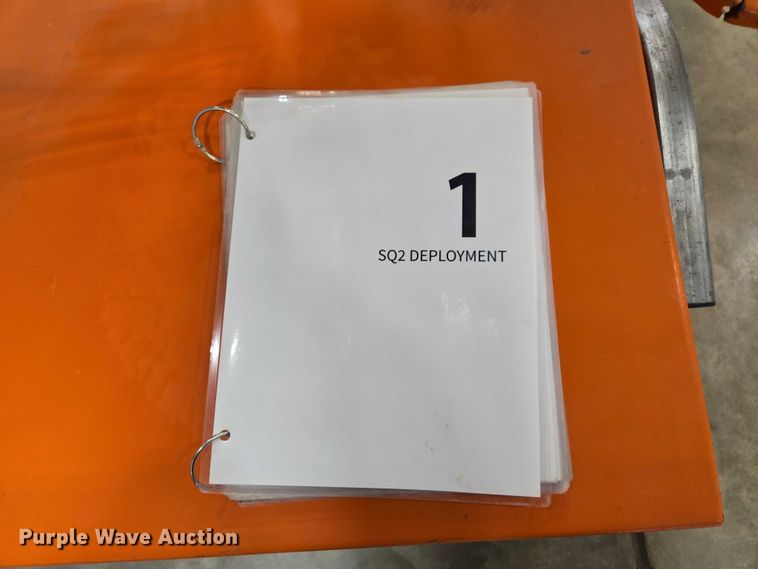 1
SQ2 DEPLOYMENT
Purple Wave Auction